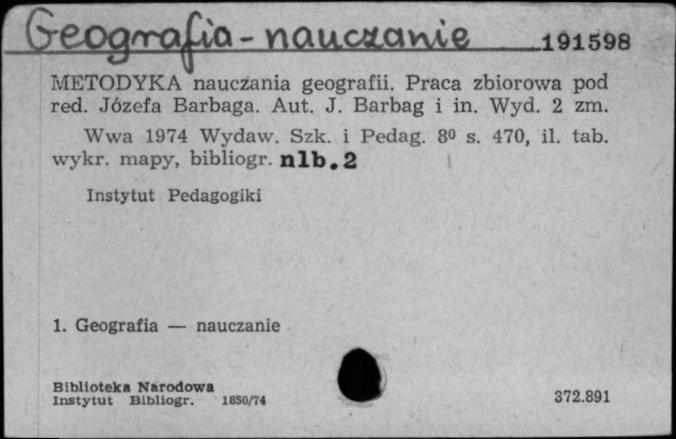 Geografia - nauczanie 191598
METODYKA nauczania geografii. Praca zbiorowa pod
red. Józefa Barbaga. Aut. J. Barbag i in. Wyd. 2 zm.
Wwa 1974 Wydaw. Szk. i Pedag. 8⁰ s. 470, il. tab.
wykr. mapy, bibliogr. nlb.2
Instytut Pedagogiki
1. Geografia — nauczanie
Biblioteka Narodowa
Instytut Bibliogr. 1850/74
372.891